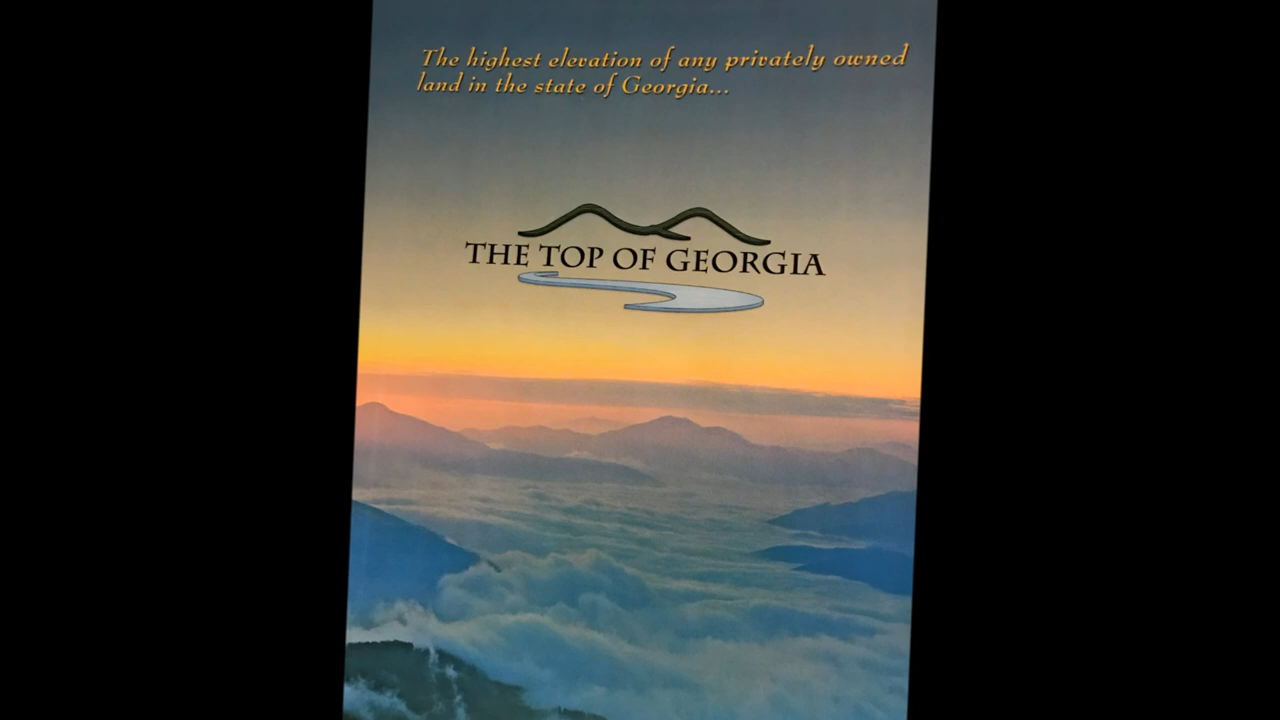 The highest elevation of any privately owned
land in the state of Georgia...
THE TOP OF GEORGIA